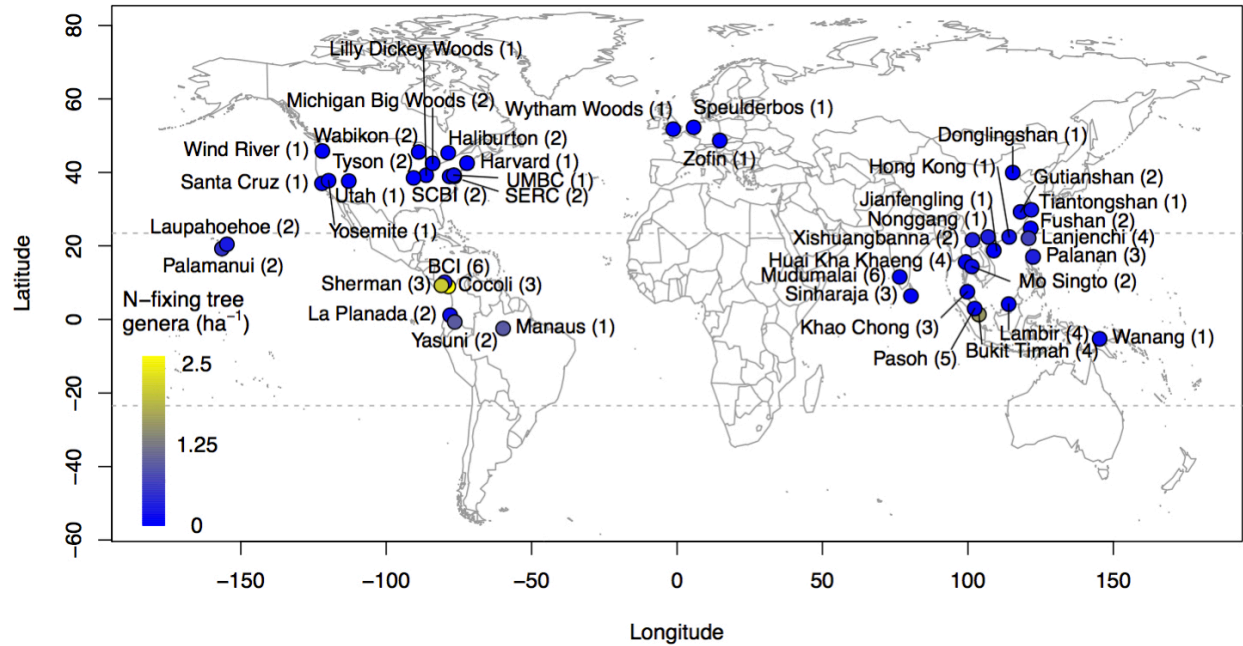 80
60
40
20
0
−20
−40
−60
Latitude
Lilly Dickey Woods (1)
Michigan Big Woods (2)
Wytham Woods (1)
Speulderbos (1)
Wabikon (2)
Haliburton (2)
Donglingshan (1)
Wind River (1)
Tyson (2)
Harvard (1)
Zofin (1)
Hong Kong (1)
Gutianshan (2)
Santa Cruz (1)
Utah (1)
SCBI (2)
UMBC (1)
SERC (2)
Jianfengling (1)
Tiantongshan (1)
Laupahoehoe (2)
Yosemite (1)
Nonggang (1)
Fushan (2)
Xishuangbanna (2)
Lanjenchi (4)
Palamanui (2)
BCI (6)
Huai Kha Khaeng (4)
Palanan (3)
Sherman (3)
Cocoli (3)
Mudumalai (6)
Mo Singto (2)
Sinharaja (3)
N−fixing tree
genera (ha−1)
La Planada (2)
Manaus (1)
Khao Chong (3)
Lambir (4)
Wanang (1)
Yasuni (2)
Pasoh (5)
Bukit Timah (4)
2.5
1.25
0
−150
−100
−50
0
50
100
150
Longitude